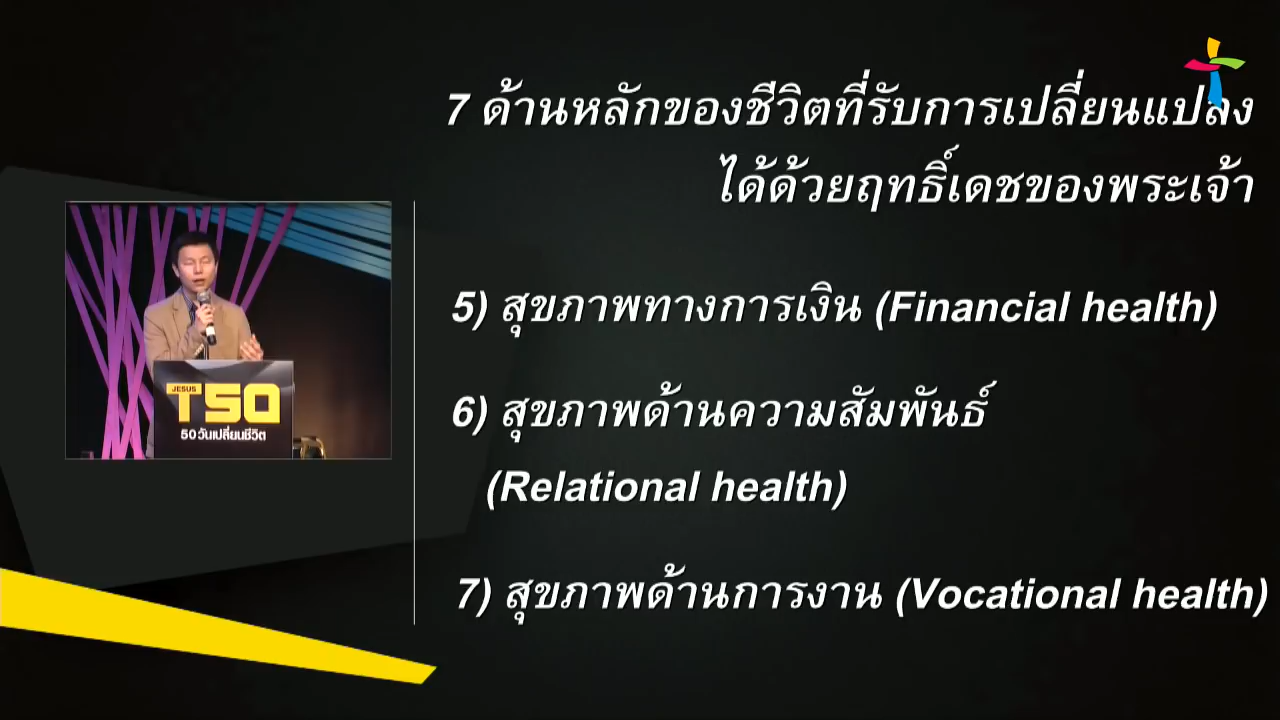 7 ด้านหลักของชีวิตที่รับการเปลี่ยนแปลง
ได้ด้วยฤทธิ์เดชของพระเจ้า
5) สุขภาพทางการเงิน (Financial health)
6) สุขภาพด้านความสัมพันธ์
(Relational health)
7) สุขภาพด้านการงาน (Vocational health)
JESUS
T50
50 วันเปลี่ยนชีวิต